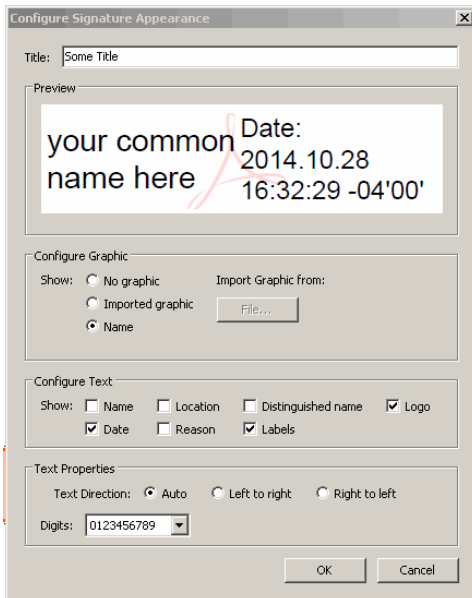 Configure Signature Appearance
Title: Some Title
Preview
your common
name here
Date:
2014.10.28
16:32:29 -04'00'
Configure Graphic
Show: No graphic Import Graphic from:
Imported graphic File...
Name
Configure Text
Show: Name Location Distinguished name Logo
Date Reason Labels
Text Properties
Text Direction: Auto Left to right Right to left
Digits: 0123456789
OK Cancel